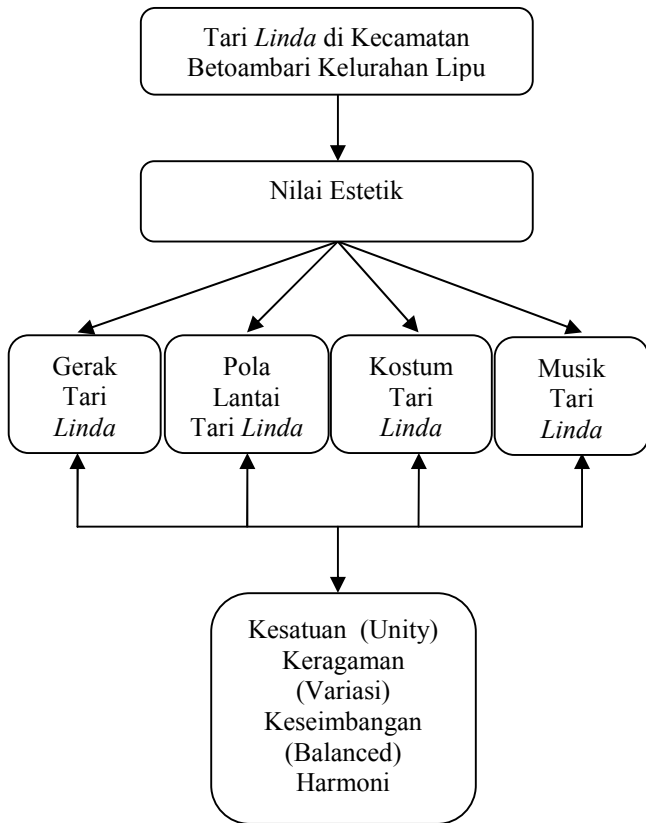 Tari Linda di Kecamatan
Betoambari Kelurahan Lipu
Nilai Estetik
Gerak
Tari
Linda
Pola
Lantai
Tari Linda
Kostum
Tari
Linda
Musik
Tari
Linda
Kesatuan (Unity)
Keragaman
(Variasi)
Keseimbangan
(Balanced)
Harmoni